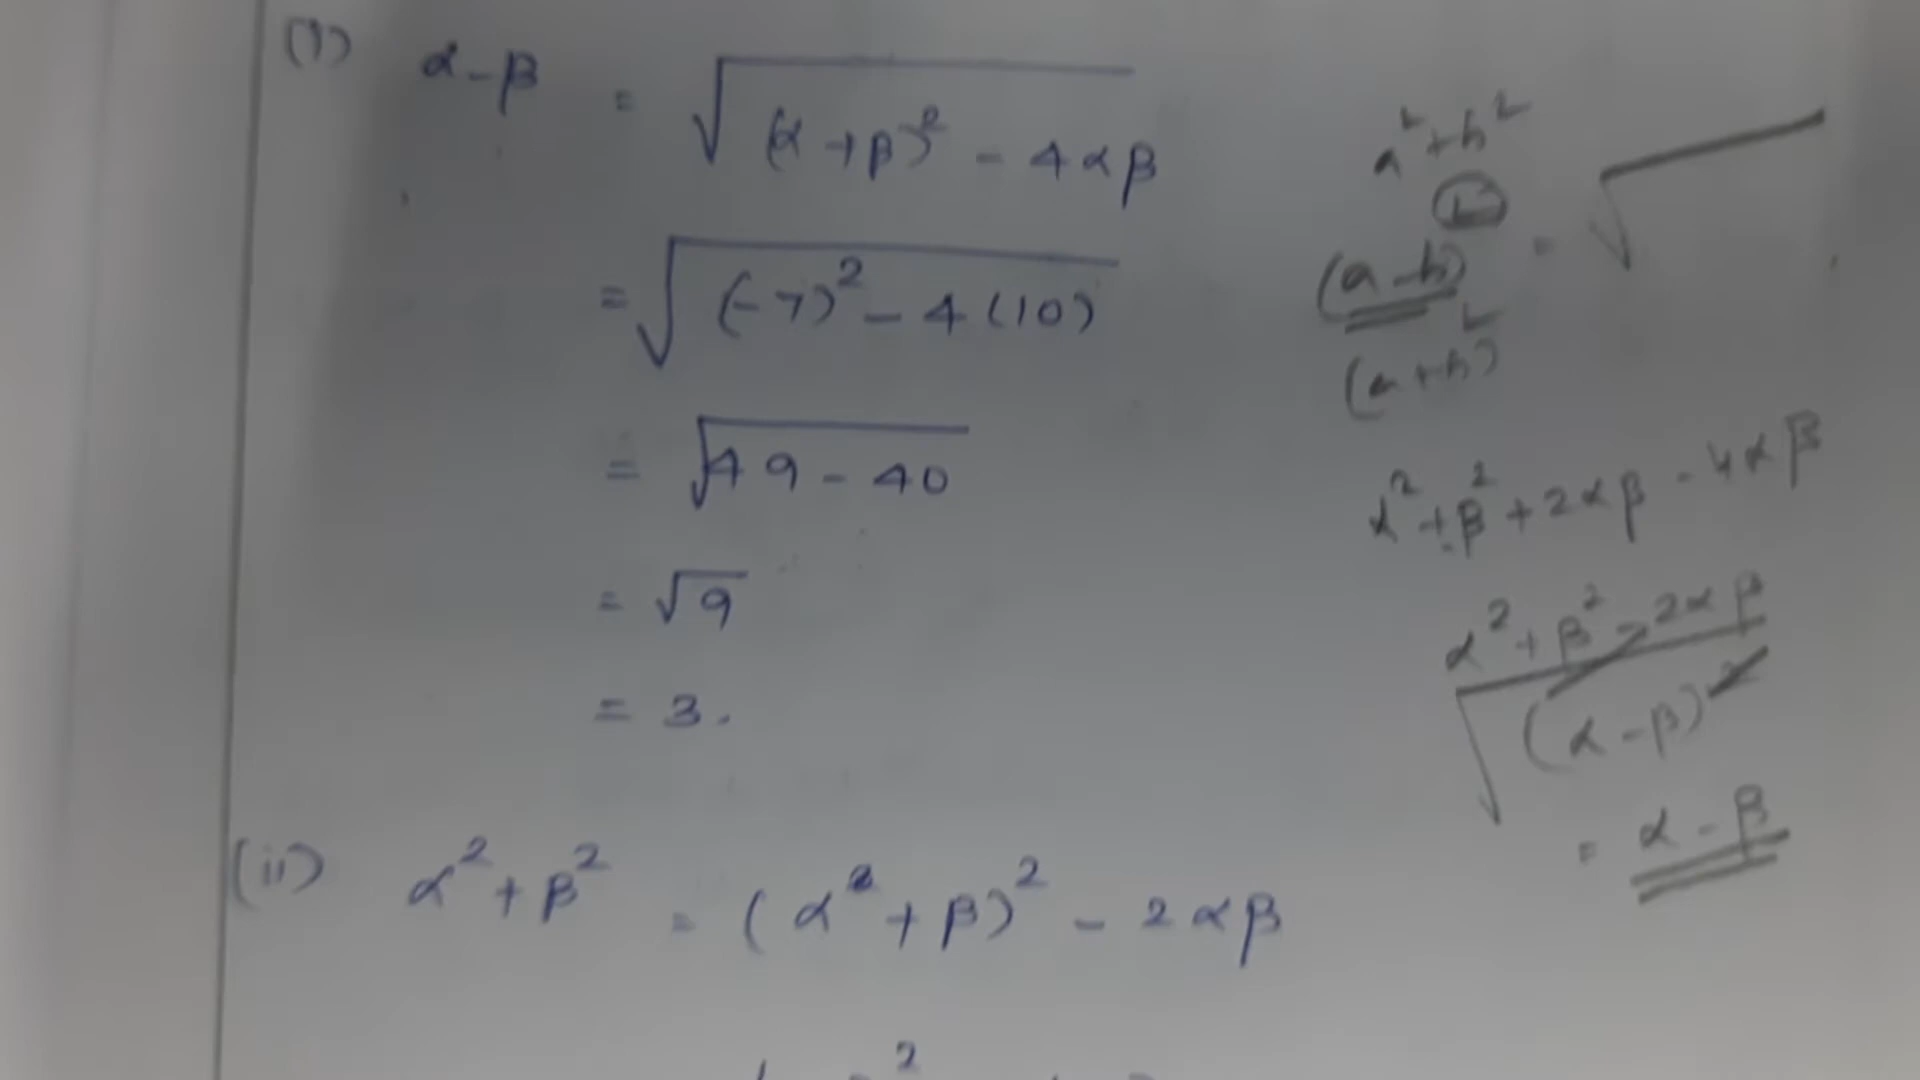 (i) α-β = √(α+β)² - 4αβ
= √(-7)² - 4(10)
= √49 - 40
= √9
= 3.
(ii) α² + β² = (α² + β)² - 2αβ
a² + b²
(a-b) = √
(a+b)²
α² + β² + 2αβ - 4αβ
α² + β² - 2αβ
√(α-β)²
= α - β